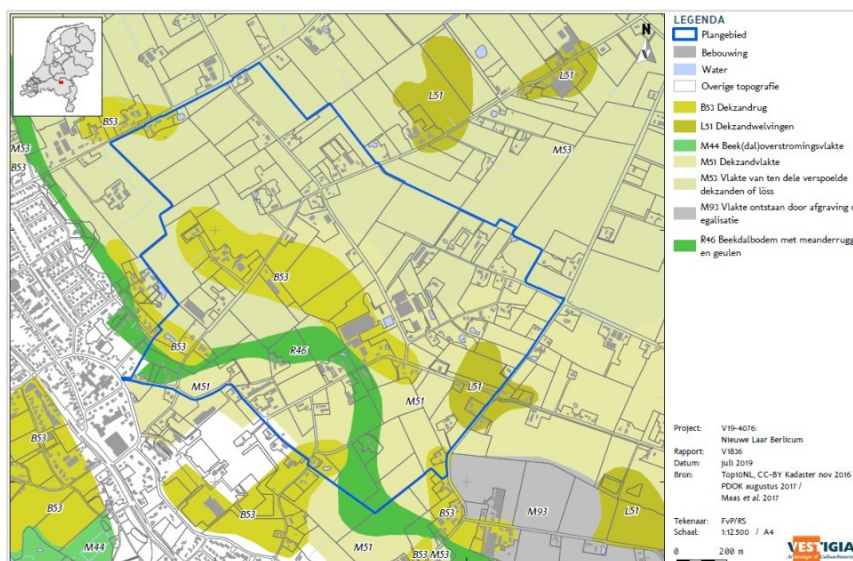 LEGENDA
Plangebied
Bebouwing
Water
Overige topografie
B53 Dekzandrug
L51 Dekzandwelvingen
M44 Beek(dal)overstromingsvlakte
M51 Dekzandvlakte
M53 Vlakte van ten dele verspoelde
dekzanden of löss
M93 Vlakte ontstaan door afgraving o
egalisatie
R46 Beekdalbodem met meanderrugg
en geulen
N
L51
L51
B53
M53
M53
B53
B53
B53
R46
M51
L51
M51
B53
B53
B53
M93
L51
M44
M51
B53
M53
Project: V19-4076:
Nieuwe Laar Berlicum
Rapport: V1836
Datum: juli 2019
Bron: Top10NL, CC-BY Kadaster nov 2016
PDOK augustus 2017 /
Maas et al. 2017
Tekenaar: FvP/RS
Schaal: 1:12.500 / A4
0 200 m
VESTIGIA